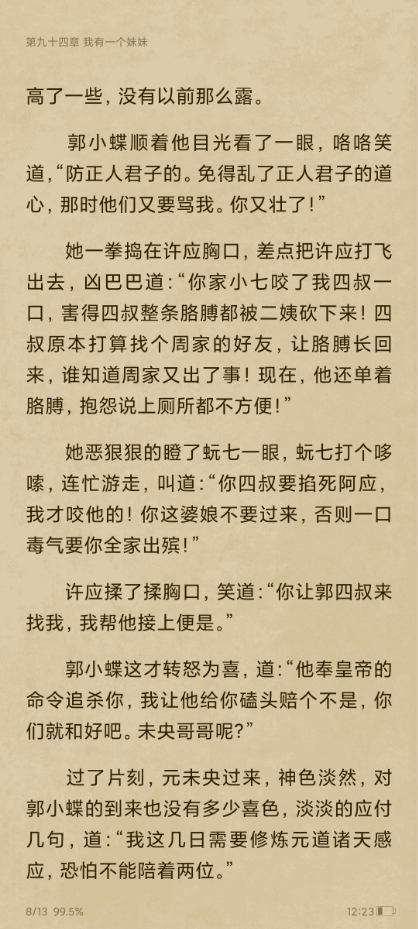 第九十四章 我有一个妹妹
高了一些，没有以前那么露。
郭小蝶顺着他目光看了一眼，咯咯笑
道，“防正人君子的。免得乱了正人君子的道
心，那时他们又要骂我。你又壮了！”
她一拳捣在许应胸口，差点把许应打飞
出去，凶巴巴道：“你家小七咬了我四叔一
口，害得四叔整条胳膊都被二姨砍下来！四
叔原本打算找个周家的好友，让胳膊长回
来，谁知道周家又出了事！现在，他还单着
胳膊，抱怨说上厕所都不方便！”
她恶狠狠的瞪了蚖七一眼，蚖七打个哆
嗦，连忙游走，叫道：“你四叔要掐死阿应，
我才咬他的！你这婆娘不要过来，否则一口
毒气要你全家出殡！”
许应揉了揉胸口，笑道：“你让郭四叔来
找我，我帮他接上便是。”
郭小蝶这才转怒为喜，道：“他奉皇帝的
命令追杀你，我让他给你磕头赔个不是，你
们就和好吧。未央哥哥呢？”
过了片刻，元未央过来，神色淡然，对
郭小蝶的到来也没有多少喜色，淡淡的应付
几句，道：“我这几日需要修炼元道诸天感
应，恐怕不能陪着两位。”
8/13 99.5%
12:23